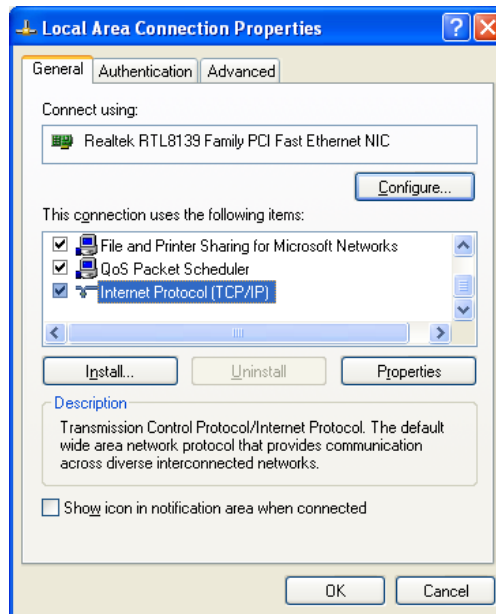 Local Area Connection Properties
General Authentication Advanced
Connect using:
Realtek RTL8139 Family PCI Fast Ethernet NIC
Configure...
This connection uses the following items:
File and Printer Sharing for Microsoft Networks
QoS Packet Scheduler
Internet Protocol (TCP/IP)
Install... Uninstall Properties
Description
Transmission Control Protocol/Internet Protocol. The default
wide area network protocol that provides communication
across diverse interconnected networks.
Show icon in notification area when connected
OK Cancel